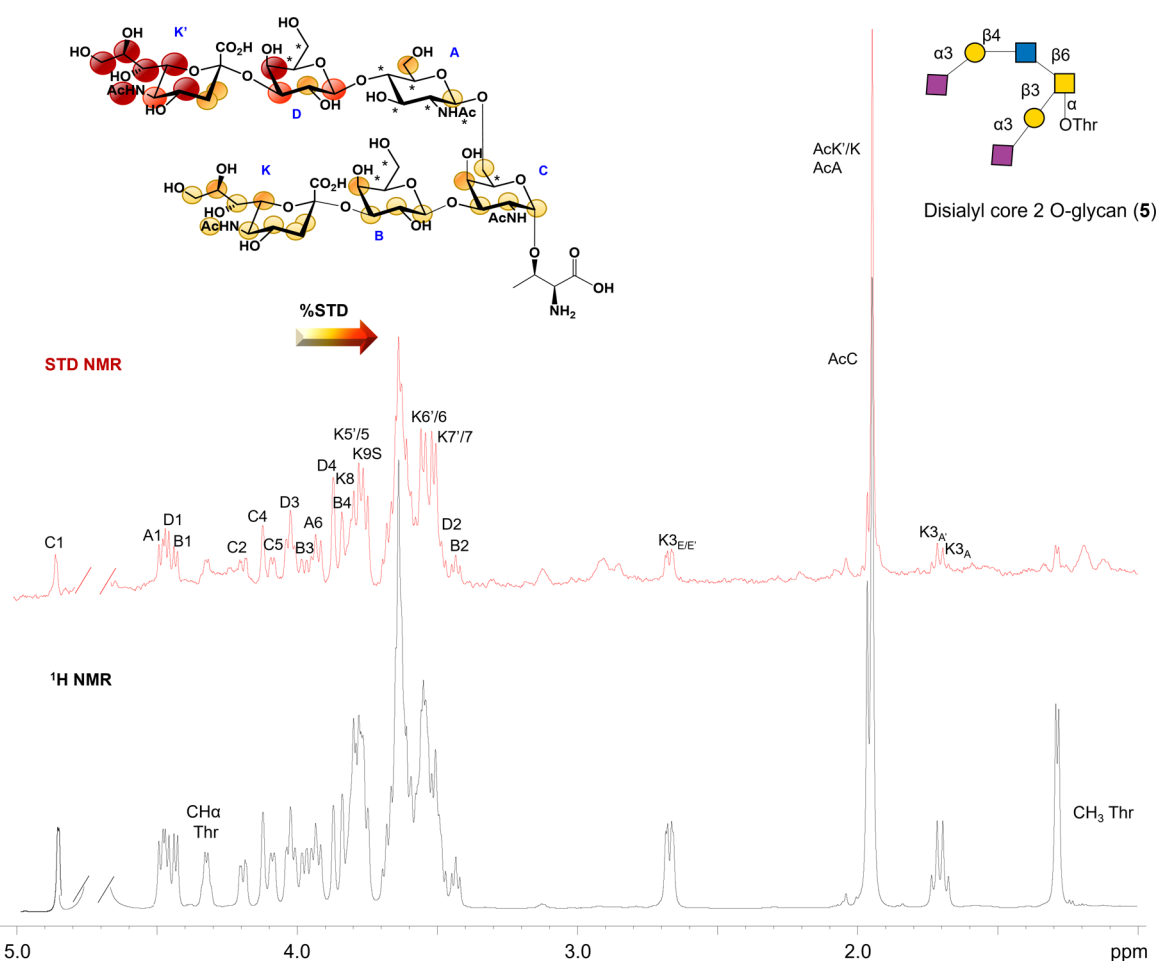 HO
OH
K'
CO₂H
OH
A
OH
HO
O
O
O
O
O
O
HO
AcHN
HO
D
OH
HO
NHAc
O
* * * * * *
HO
OH
K
CO₂H
OH
HO
OH
C
HO
O
O
O
O
O
HO
AcHN
HO
B
OH
AcNH
* * *
O
O
OH
NH₂
α3
β4
β6
β3
α
α3
OThr
Disialyl core 2 O-glycan (5)
%STD
STD NMR
AcK'/K
AcA
AcC
K6'/6
K5'/5
K7'/7
K9S
D4
K8
D3
B4
D1
A1
B1
C4
A6
D2
C1
C2
C5
B3
B2
K3E/E'
K3A'
K3A
¹H NMR
CHα
Thr
CH₃ Thr
5.0 4.0 3.0 2.0 ppm